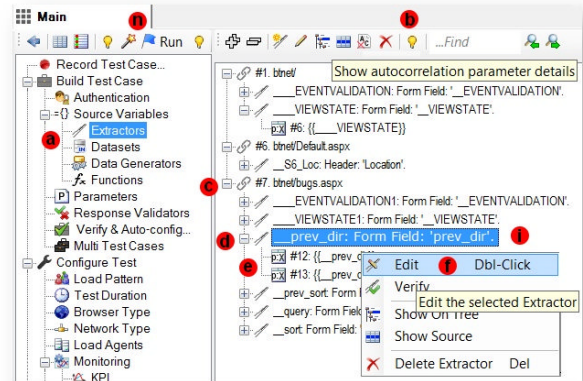 Main
n
b
Run
...Find
Show autocorrelation parameter details
Record Test Case...
Build Test Case
Authentication
Source Variables
a
Extractors
Datasets
Data Generators
Functions
Parameters
Response Validators
Verify & Auto-config...
Multi Test Cases
Configure Test
Load Pattern
Test Duration
Browser Type
Network Type
Load Agents
Monitoring
KPI
#1. btnet/
___EVENTVALIDATION: Form Field: '__EVENTVALIDATION'.
___VIEWSTATE: Form Field: '__VIEWSTATE'.
p:X #6: {{___VIEWSTATE}}
#6. btnet/Default.aspx
__S6_Loc: Header: 'Location'.
c
#7. btnet/bugs.aspx
___EVENTVALIDATION1: Form Field: '__EVENTVALIDATION'.
___VIEWSTATE1: Form Field: '__VIEWSTATE'.
d
__prev_dir: Form Field: 'prev_dir'.
i
e
p:X #12: {{__prev_d
p:X #13: {{__prev_d
__prev_sort: Form
__query: Form Field:
__sort: Form Field:
Edit f Dbl-Click
Verify
Edit the selected Extractor
Show On Tree
Show Source
Delete Extractor Del